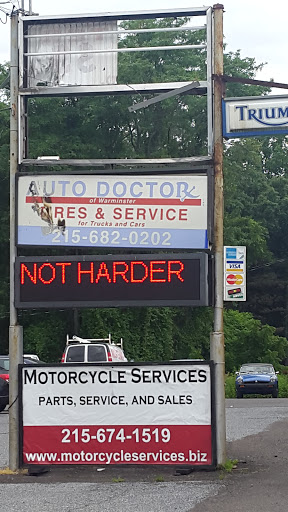 AUTO DOCTOR
of Warminster
TIRES & SERVICE
for Trucks and Cars
215-682-0202
NOT HARDER
MOTORCYCLE SERVICES
PARTS, SERVICE, AND SALES
215-674-1519
www.motorcycleservices.biz
TRIUM
VISA